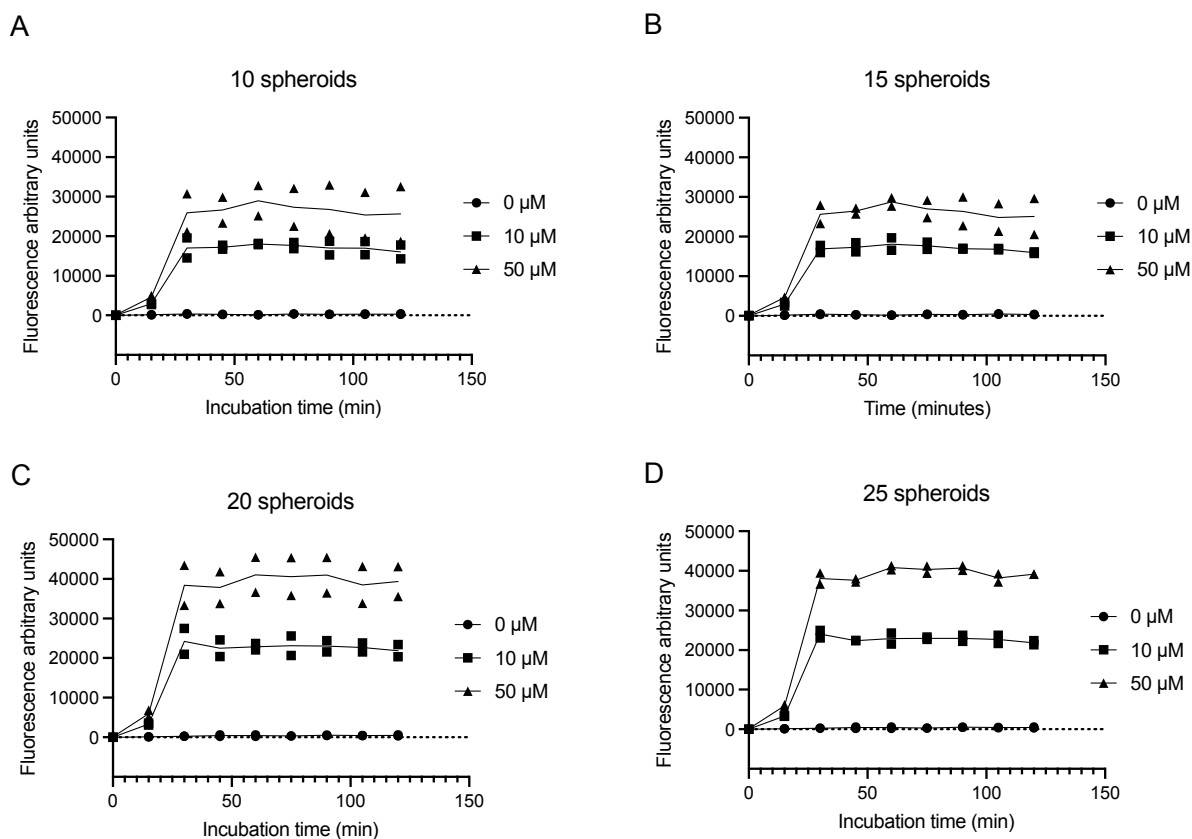 A
10 spheroids
Fluorescence arbitrary units
50000
40000
30000
20000
10000
0
0 50 100 150
Incubation time (min)
0 µM
10 µM
50 µM
B
15 spheroids
Fluorescence arbitrary units
50000
40000
30000
20000
10000
0
0 50 100 150
Time (minutes)
0 µM
10 µM
50 µM
C
20 spheroids
Fluorescence arbitrary units
50000
40000
30000
20000
10000
0
0 50 100 150
Incubation time (min)
0 µM
10 µM
50 µM
D
25 spheroids
Fluorescence arbitrary units
50000
40000
30000
20000
10000
0
0 50 100 150
Incubation time (min)
0 µM
10 µM
50 µM